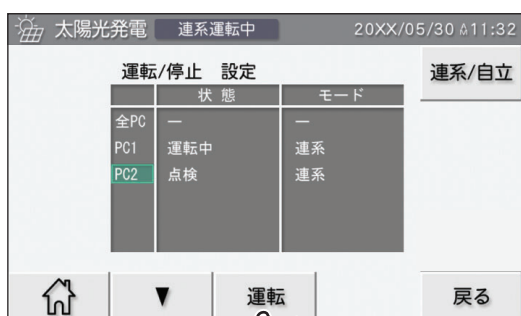 太陽光発電 連系運転中 20XX/05/30 11:32
運転/停止 設定 連系/自立
状 態 モード
全PC — —
PC1 運転中 連系
PC2 点検 連系
▼ 運転 戻る